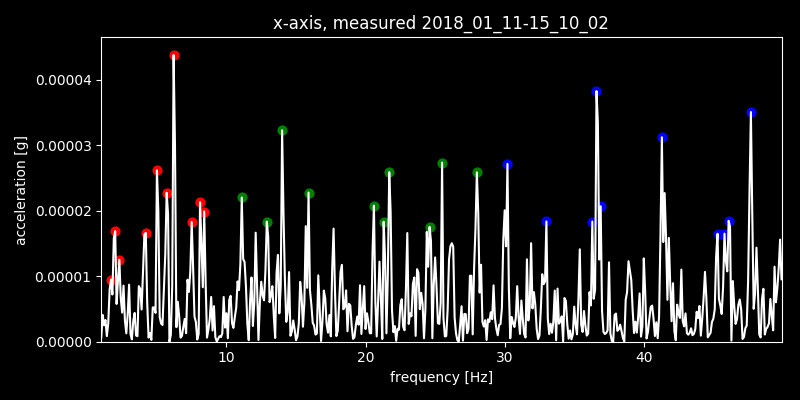 x-axis, measured 2018_01_11-15_10_02
0.00004
0.00003
0.00002
0.00001
0.00000
acceleration [g]
10 20 30 40
frequency [Hz]